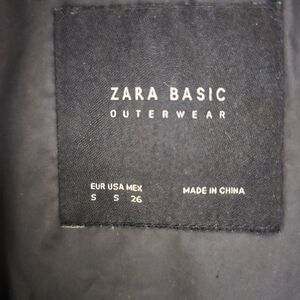 ZARA BASIC
OUTERWEAR
EUR USA MEX MADE IN CHINA
S S 26